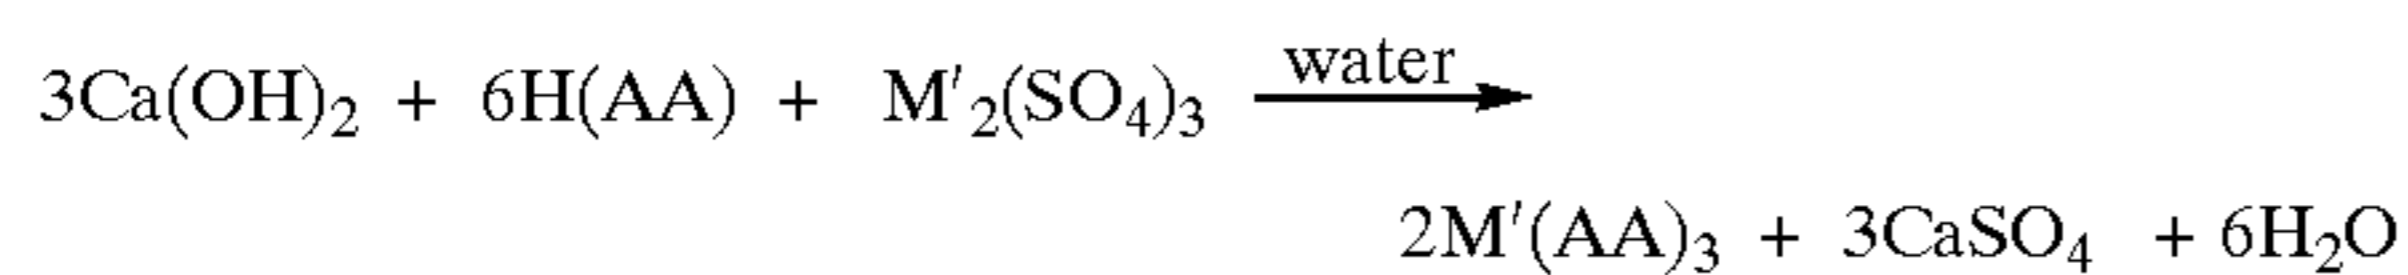 3Ca(OH)₂ + 6H(AA) + M'₂(SO₄)₃ water
2M'(AA)₃ + 3CaSO₄ + 6H₂O